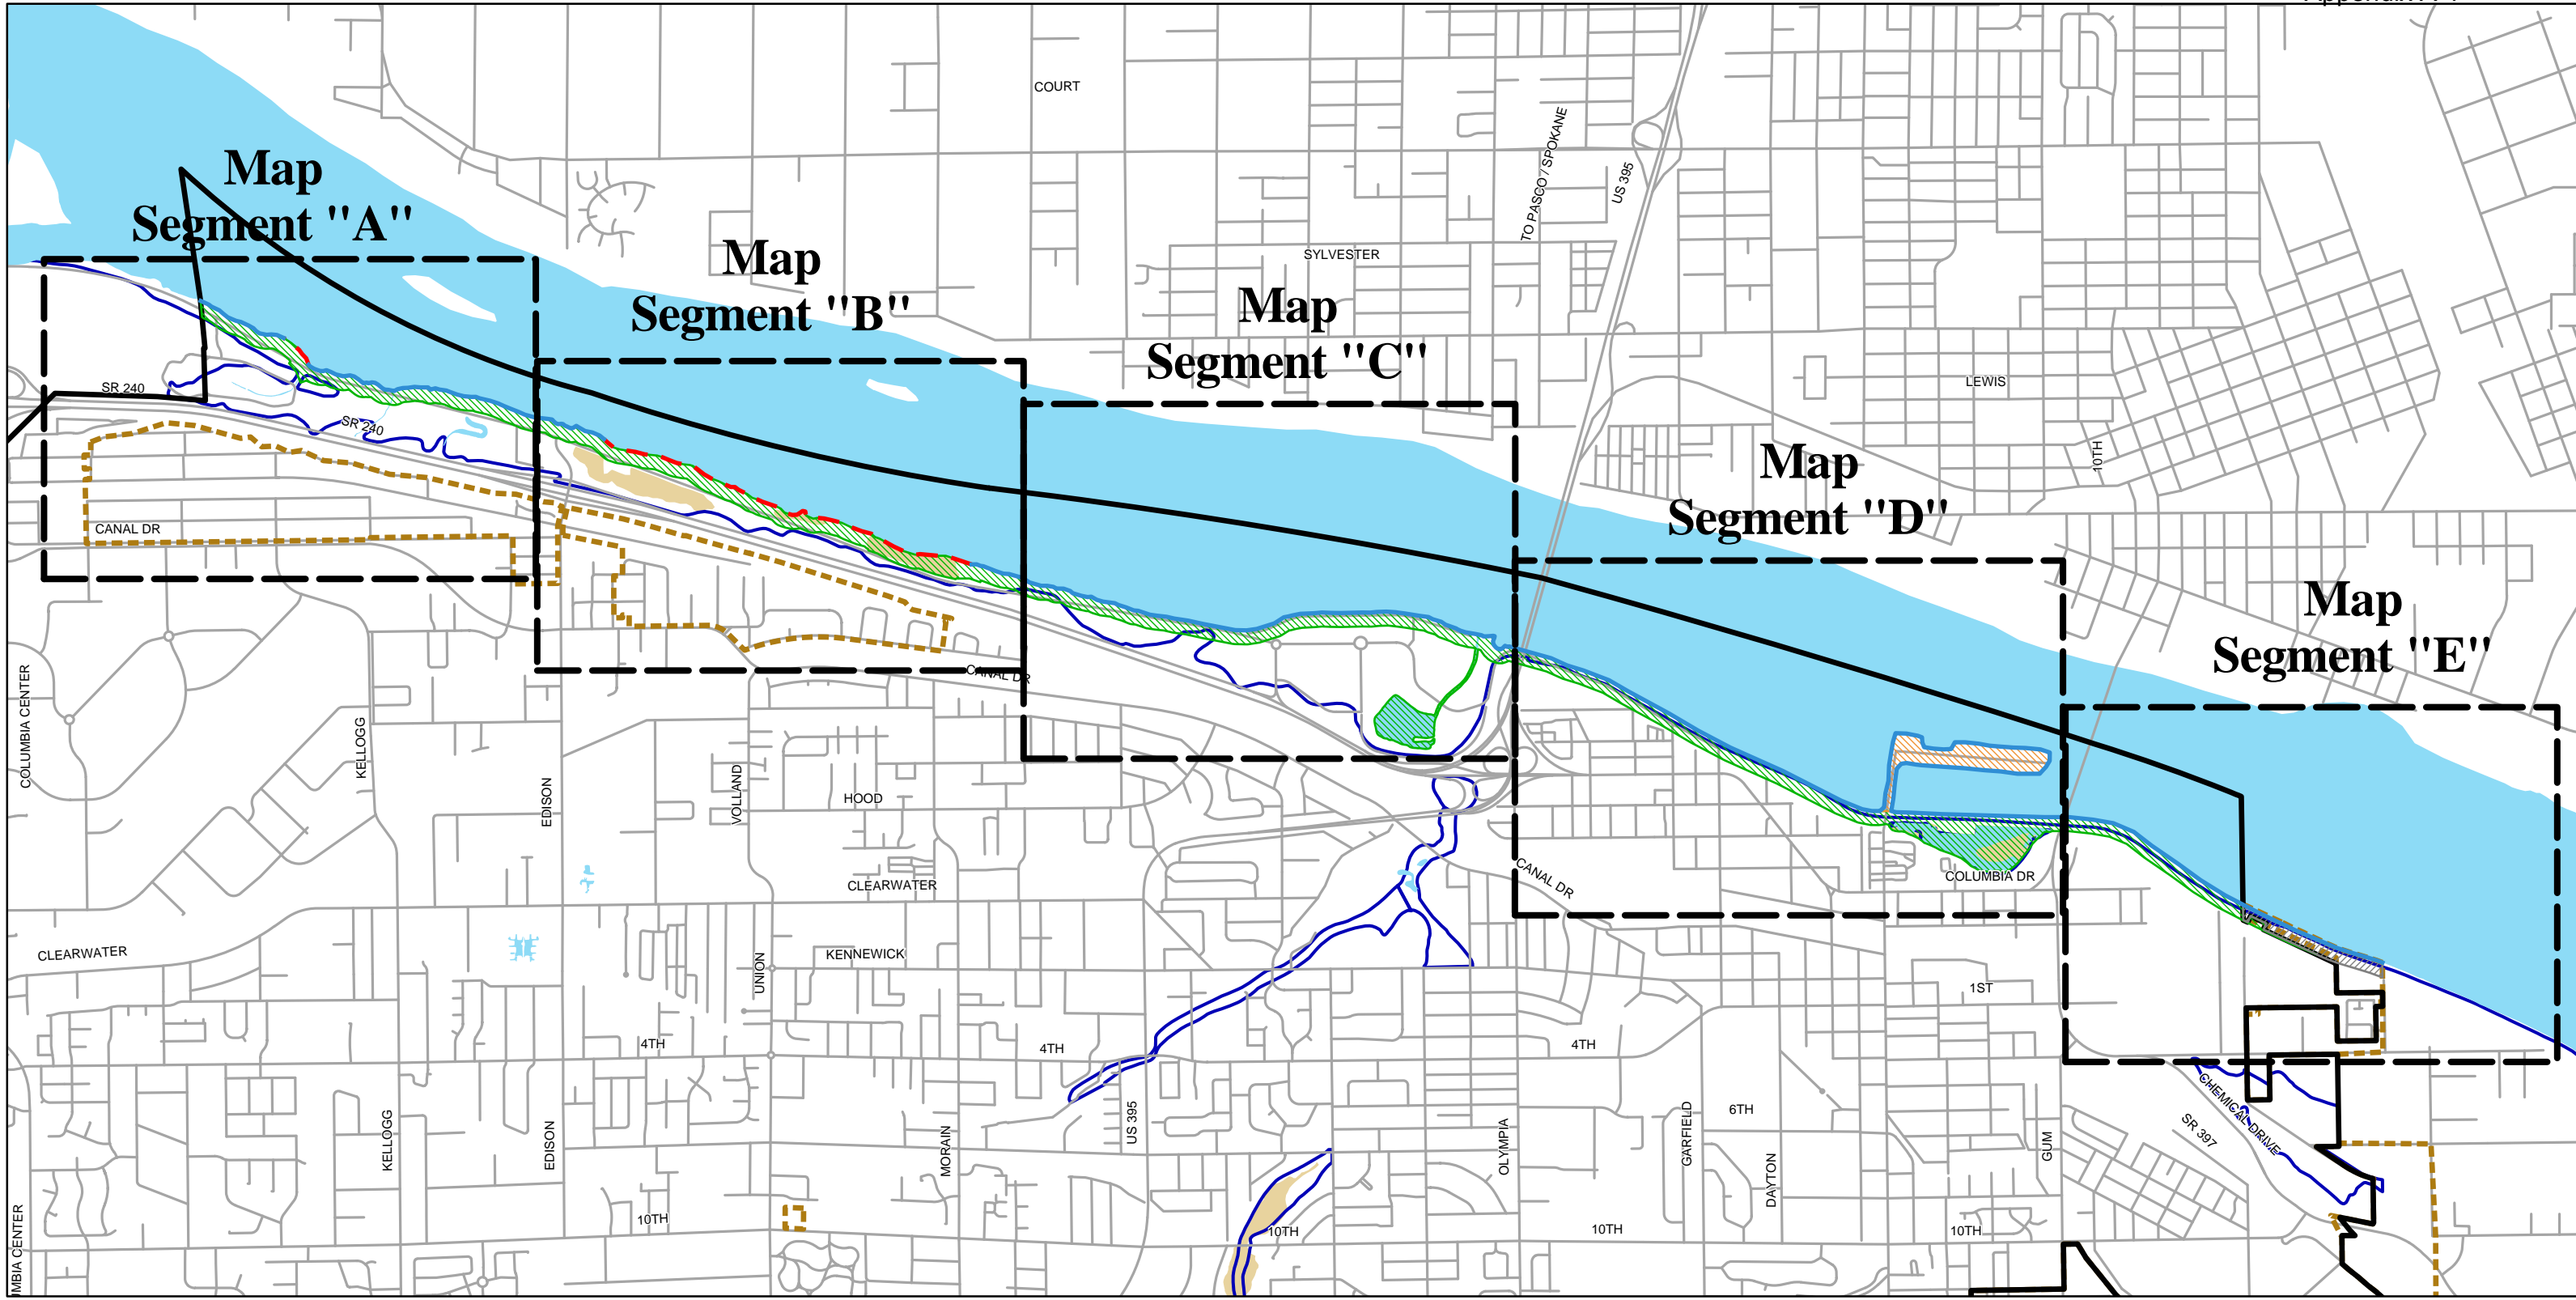 COURT
TO PASCO / SPOKANE
US 395
Map
Segment "A"
Map
Segment "B"
SYLVESTER
Map
Segment "C"
SR 240
SR 240
LEWIS
10TH
Map
Segment "D"
CANAL DR
Map
Segment "E"
CANAL DR
COLUMBIA CENTER
KELLOGG
EDISON
VOLLAND
HOOD
CLEARWATER
CANAL DR
COLUMBIA DR
CLEARWATER
KENNEWICK
UNION
1ST
4TH
4TH
4TH
CHEMICAL DRIVE
SR 397
6TH
KELLOGG
EDISON
MORAIN
US 395
OLYMPIA
GARFIELD
DAYTON
GUM
10TH
10TH
10TH
10TH
UMBIA CENTER